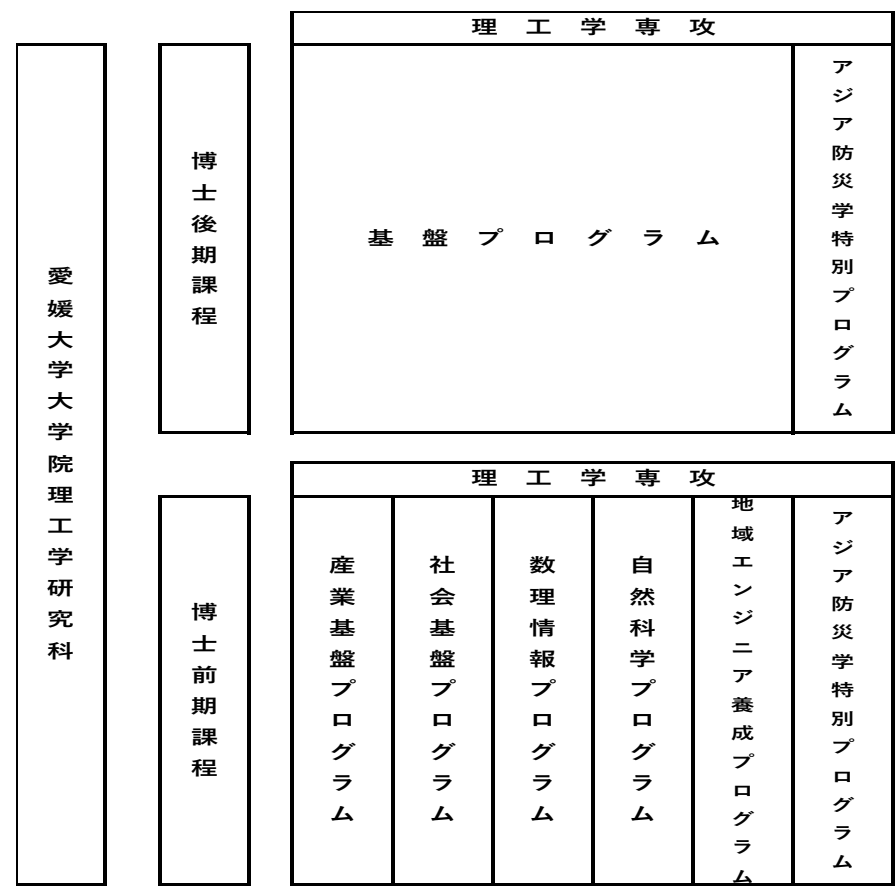 愛媛大学大学院理工学研究科
博士後期課程
理工学専攻
基盤プログラム
アジア防災学特別プログラム
博士前期課程
理工学専攻
産業基盤プログラム
社会基盤プログラム
数理情報プログラム
自然科学プログラム
地域エンジニア養成プログラム
アジア防災学特別プログラム